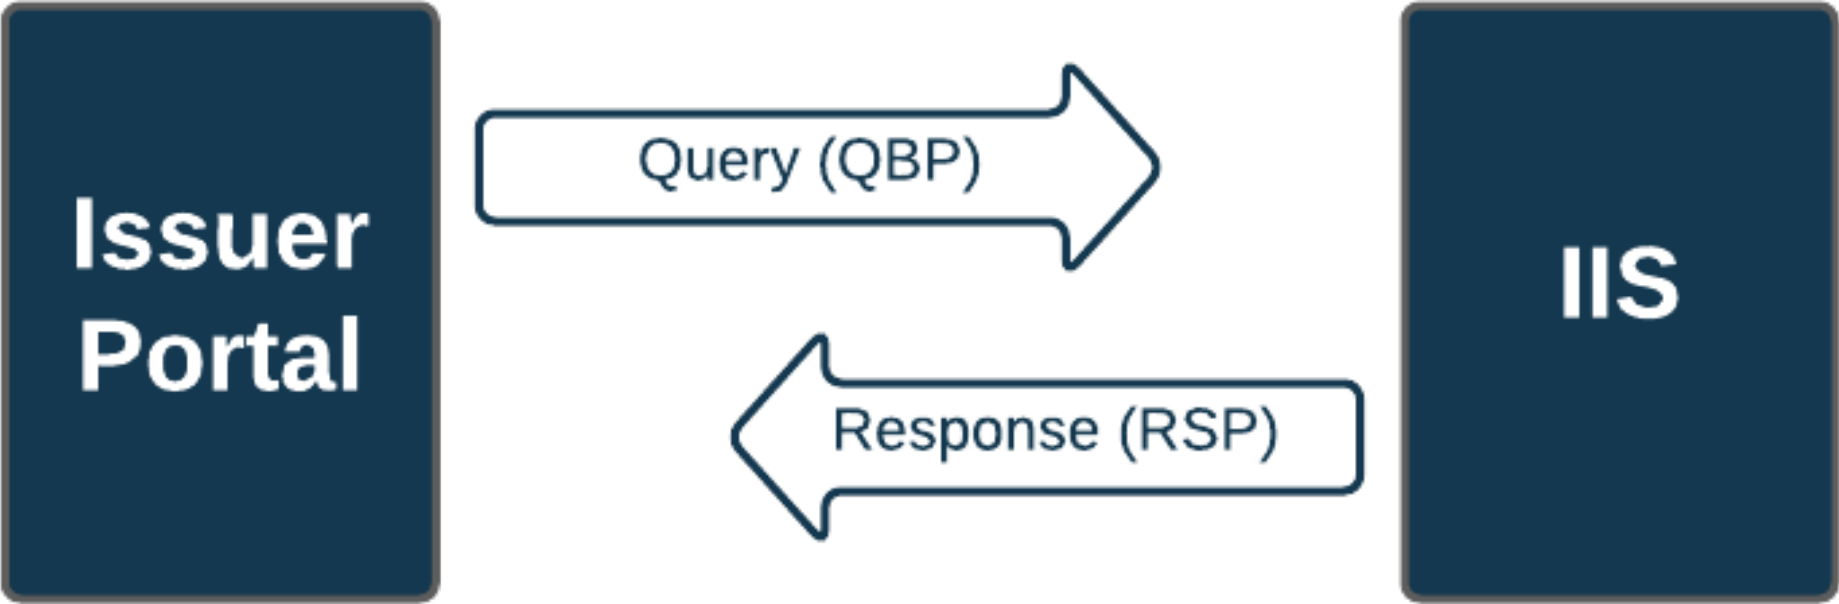 Issuer
Portal
Query (QBP)
Response (RSP)
IIS